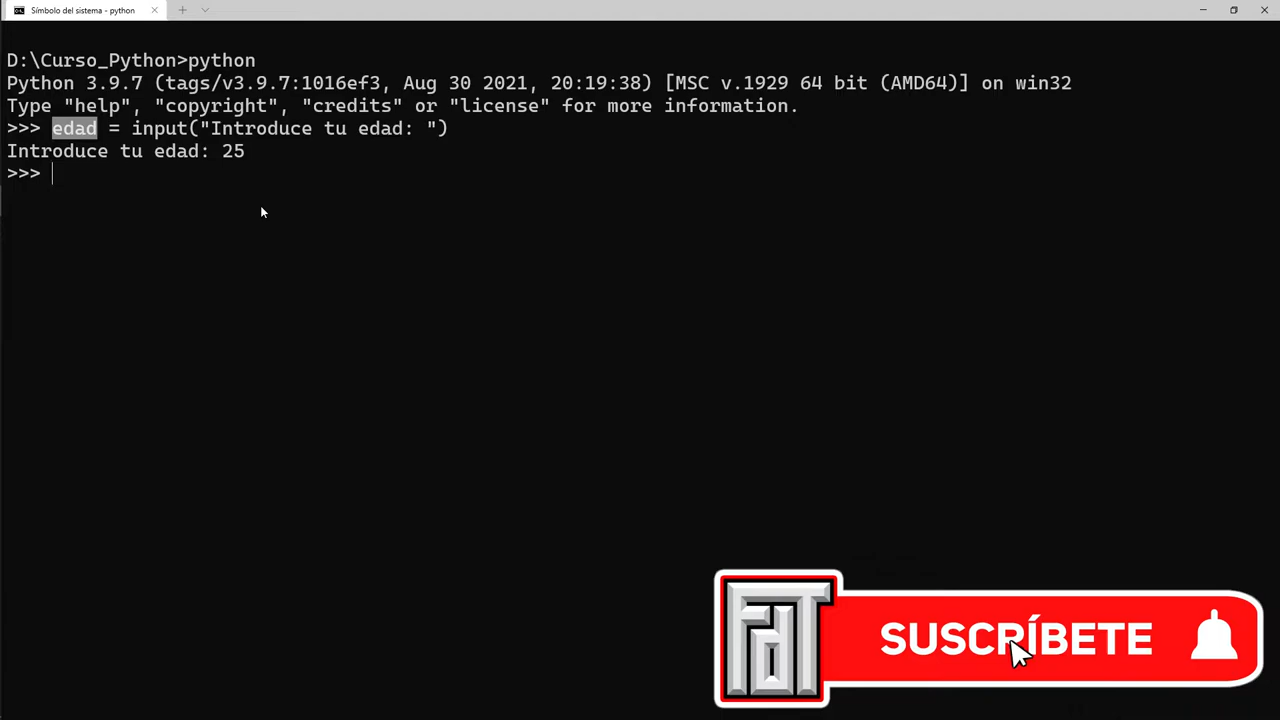 Símbolo del sistema - python
D:\Curso_Python>python
Python 3.9.7 (tags/v3.9.7:1016ef3, Aug 30 2021, 20:19:38) [MSC v.1929 64 bit (AMD64)] on win32
Type "help", "copyright", "credits" or "license" for more information.
>>> edad = input("Introduce tu edad: ")
Introduce tu edad: 25
>>>
FdT
SUSCRÍBETE